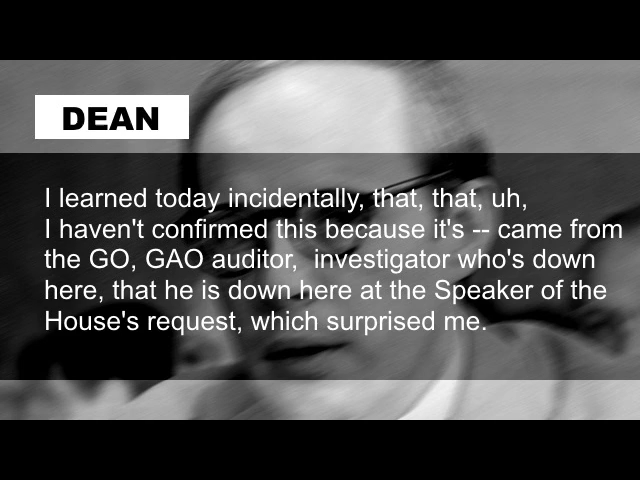 DEAN
I learned today incidentally, that, that, uh,
I haven't confirmed this because it's -- came from
the GO, GAO auditor,  investigator who's down
here, that he is down here at the Speaker of the
House's request, which surprised me.